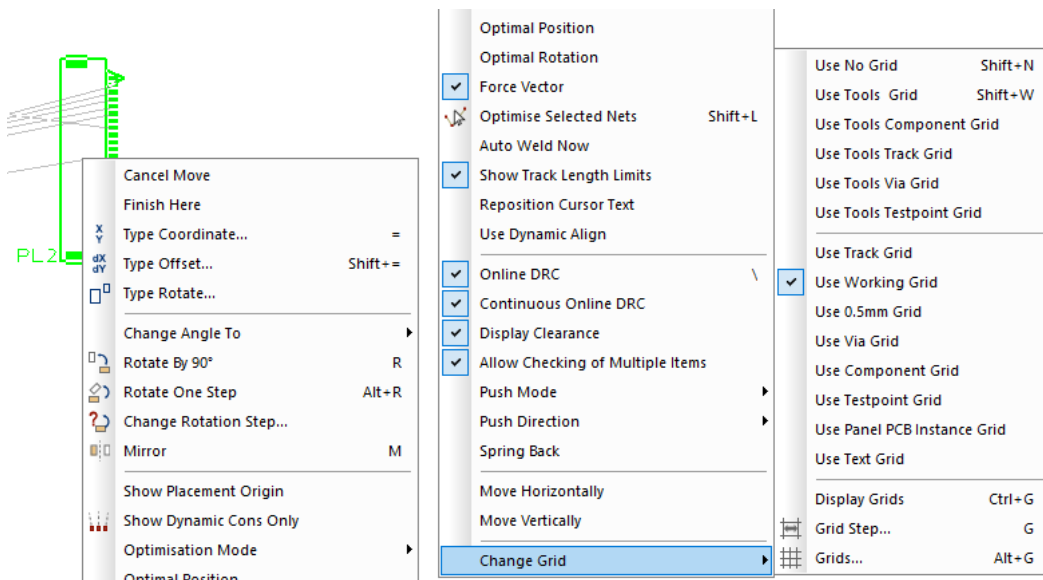 PL2
Cancel Move
Finish Here
X
Y
Type Coordinate... =
dX
dY
Type Offset... Shift+=
Type Rotate...
Change Angle To
Rotate By 90° R
Rotate One Step Alt+R
Change Rotation Step...
Mirror M
Show Placement Origin
Show Dynamic Cons Only
Optimisation Mode
Optimal Position
Optimal Position
Optimal Rotation
Force Vector
Optimise Selected Nets Shift+L
Auto Weld Now
Show Track Length Limits
Reposition Cursor Text
Use Dynamic Align
Online DRC \
Continuous Online DRC
Display Clearance
Allow Checking of Multiple Items
Push Mode
Push Direction
Spring Back
Move Horizontally
Move Vertically
Change Grid
Use No Grid Shift+N
Use Tools Grid Shift+W
Use Tools Component Grid
Use Tools Track Grid
Use Tools Via Grid
Use Tools Testpoint Grid
Use Track Grid
Use Working Grid
Use 0.5mm Grid
Use Via Grid
Use Component Grid
Use Testpoint Grid
Use Panel PCB Instance Grid
Use Text Grid
Display Grids Ctrl+G
Grid Step... G
Grids... Alt+G